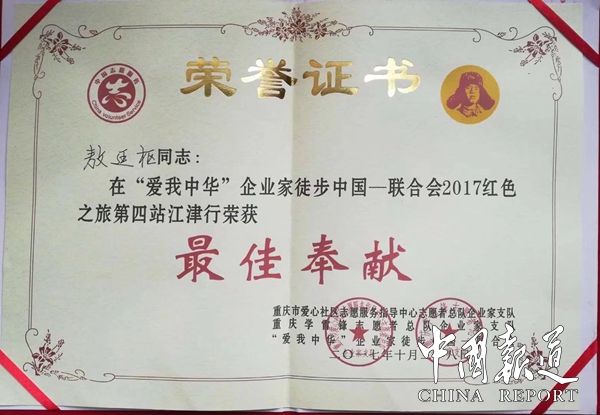 荣誉证书
中国志愿服务
China Volunteer Service
敖廷枢同志：
在“爱我中华”企业家徒步中国—联合会2017红色
之旅第四站江津行荣获
最佳奉献
重庆市爱心社区志愿服务指导中心志愿者总队企业家支队
重庆学雷锋志愿者总队企业家支
“爱我中华”企业家徒步
会
二〇一七年十月
八
中国报道
CHINA REPORT